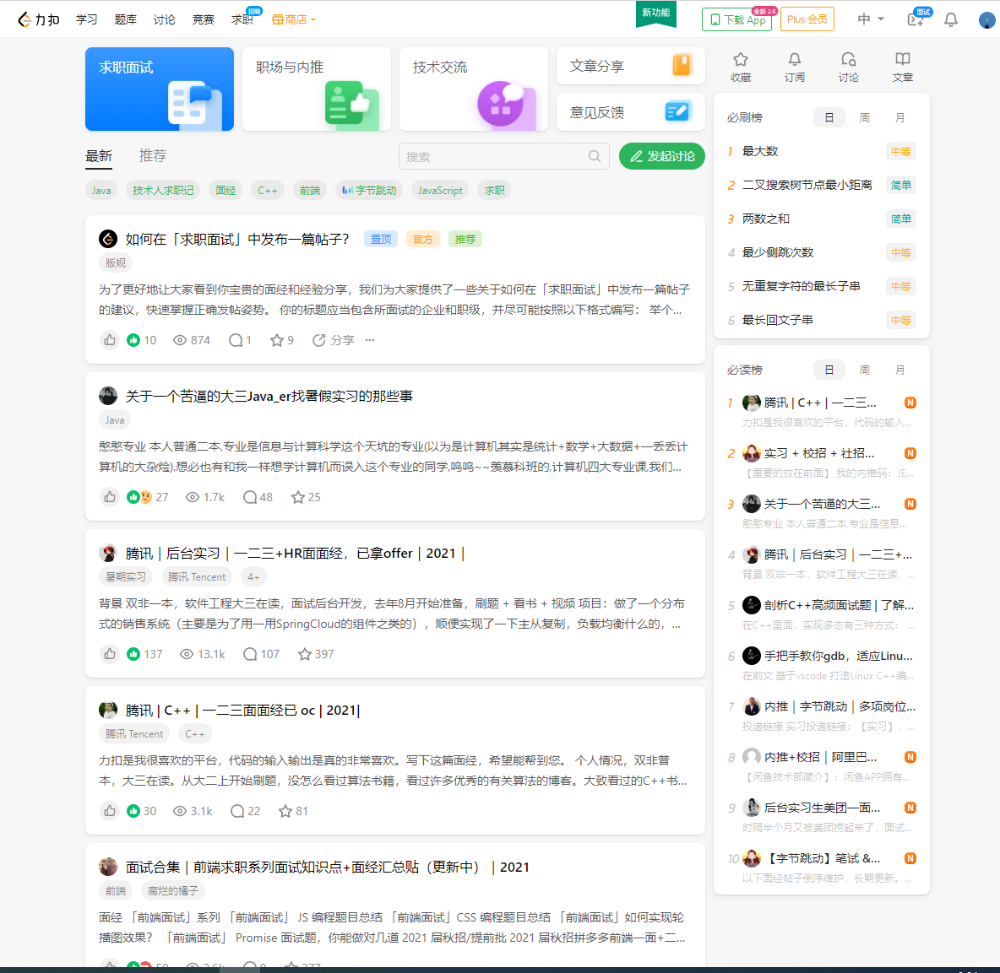 力扣 学习 题库 讨论 竞赛 求职 招聘 商店 新功能 下载 App 全新 2.0 Plus 会员 中 面试
求职面试
职场与内推
技术交流
文章分享
意见反馈
收藏 订阅 讨论 文章
最新 推荐 搜索 发起讨论
Java 技术人求职记 面经 C++ 前端 字节跳动 JavaScript 求职
如何在「求职面试」中发布一篇帖子? 置顶 官方 推荐
版规
为了更好地让大家看到你宝贵的面经和经验分享，我们为大家提供了一些关于如何在「求职面试」中发布一篇帖子
的建议，快速掌握正确发帖姿势。 你的标题应当包含所面试的企业和职级，并尽可能按照以下格式编写： 举个...
10 874 1 9 分享 ...
关于一个苦逼的大三Java_er找暑假实习的那些事
Java
憨憨专业 本人普通二本,专业是信息与计算科学这个天坑的专业(以为是计算机其实是统计+数学+大数据+一丢丢计
算机的大杂烩),想必也有和我一样想学计算机而误入这个专业的同学,呜呜~~羡慕科班的,计算机四大专业课,我们...
27 1.7k 48 25
腾讯｜后台实习｜一二三+HR面面经，已拿offer｜2021｜
暑期实习 腾讯 Tencent 4+
背景 双非一本，软件工程大三在读，面试后台开发，去年8月开始准备，刷题 + 看书 + 视频 项目：做了一个分布
式的销售系统（主要是为了用一用SpringCloud的组件之类的），顺便实现了一下主从复制，负载均衡什么的，...
137 13.1k 107 397
腾讯 | C++ | 一二三面面经已 oc | 2021|
腾讯 Tencent C++
力扣是我很喜欢的平台，代码的输入输出是真的非常喜欢。写下这篇面经，希望能帮到您。 个人情况，双非普
本，大三在读。从大二上开始刷题，没怎么看过算法书籍，看过许多优秀的有关算法的博客。大致看过的C++书...
30 3.1k 22 81
面试合集｜前端求职系列面试知识点+面经汇总贴（更新中）｜2021
前端 腐烂的橘子
面经 「前端面试」系列 「前端面试」 JS 编程题目总结 「前端面试」CSS 编程题目总结 「前端面试」如何实现轮
播图效果？ 「前端面试」 Promise 面试题，你能做对几道 2021 届秋招/提前批 2021 届秋招拼多多前端一面+二...
必刷榜 日 周 月
1 最大数 中等
2 二叉搜索树节点最小距离 简单
3 两数之和 简单
4 最少侧跳次数 中等
5 无重复字符的最长子串 中等
6 最长回文子串 中等
必读榜 日 周 月
1 腾讯 | C++ | 一二三... N
力扣是我很喜欢的平台，代码的输入...
2 实习 + 校招 + 社招... N
【重要的放在前面】 我的内推码：JE...
3 关于一个苦逼的大三... N
憨憨专业 本人普通二本,专业是信息...
4 腾讯｜后台实习｜一二三+...
背景 双非一本，软件工程大三在读，...
5 剖析C++高频面试题 | 了解...
在C++里面，实现多态有三种方式： ...
6 手把手教你gdb，适应Linu...
在前文 基于vscode 打造Linux C++编...
7 内推｜字节跳动｜多项岗位...
投递链接 实习投递链接：【实习】，...
8 内推+校招｜阿里巴... N
【闲鱼技术部简介】：闲鱼APP拥有...
9 后台实习生美团一面... N
时隔半个月又被美团捞起来了，面试...
10 【字节跳动】笔试 &... N
以下面经帖子倒序维护，长期更新。...